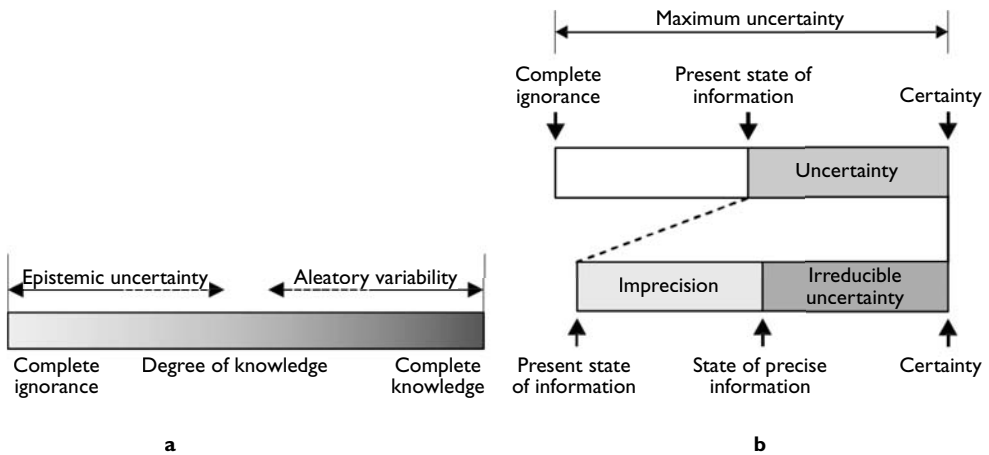 Epistemic uncertainty
Aleatory variability
Complete
ignorance
Degree of knowledge
Complete
knowledge
a
Maximum uncertainty
Complete
ignorance
Present state of
information
Certainty
Uncertainty
Imprecision
Irreducible
uncertainty
Present state
of information
State of precise
information
Certainty
b